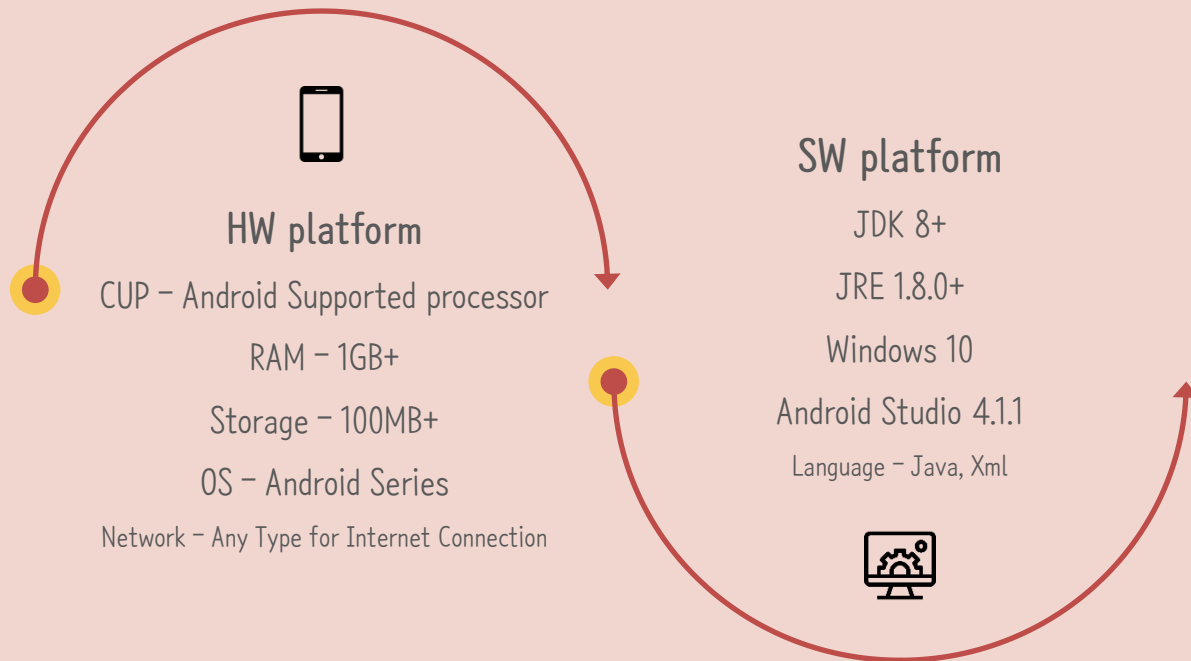 HW platform
CUP – Android Supported processor
RAM – 1GB+
Storage – 100MB+
OS – Android Series
Network – Any Type for Internet Connection
SW platform
JDK 8+
JRE 1.8.0+
Windows 10
Android Studio 4.1.1
Language – Java, Xml